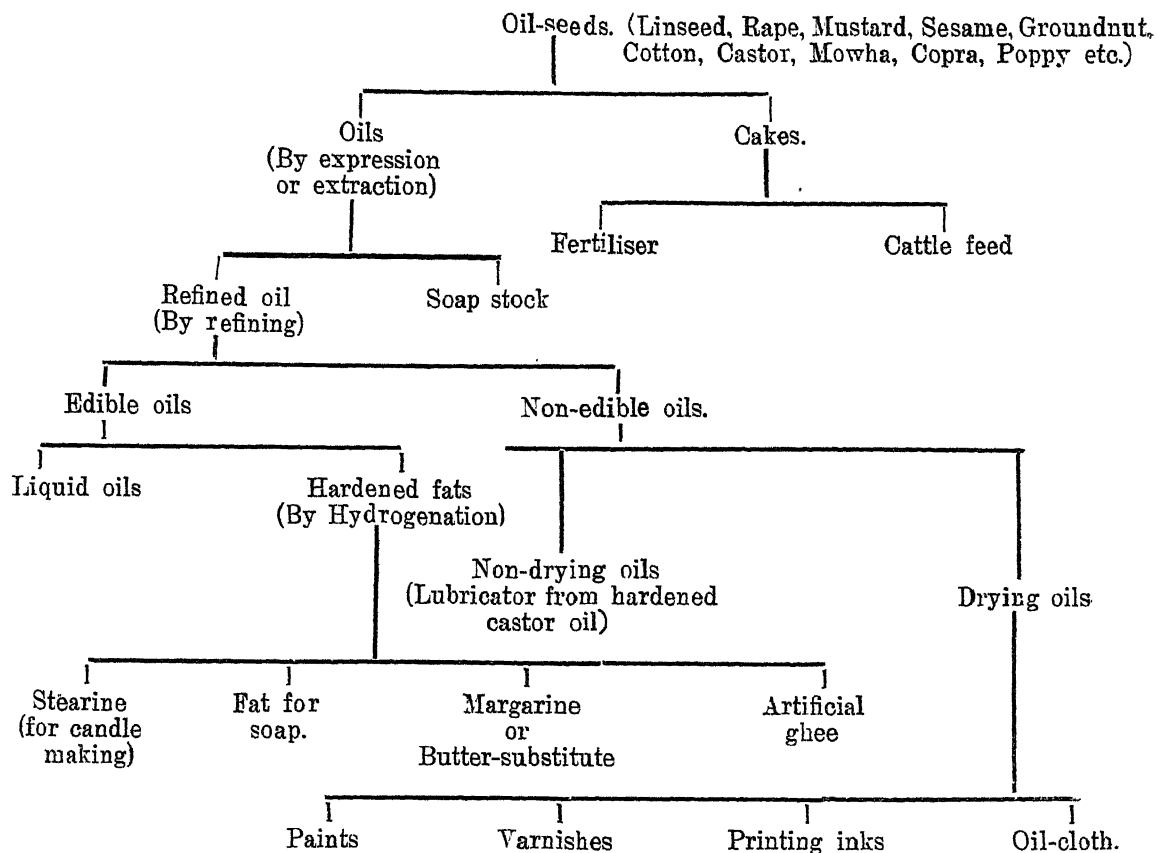 Oil-seeds. (Linseed, Rape, Mustard, Sesame, Groundnut,
Cotton, Castor, Mowha, Copra, Poppy etc.)
Oils
(By expression
or extraction)
Cakes.
Fertiliser
Cattle feed
Refined oil
(By refining)
Soap stock
Edible oils
Non-edible oils.
Liquid oils
Hardened fats
(By Hydrogenation)
Non-drying oils
(Lubricator from hardened
castor oil)
Drying oils
Stearine
(for candle
making)
Fat for
soap.
Margarine
or
Butter-substitute
Artificial
ghee
Paints
Varnishes
Printing inks
Oil-cloth.